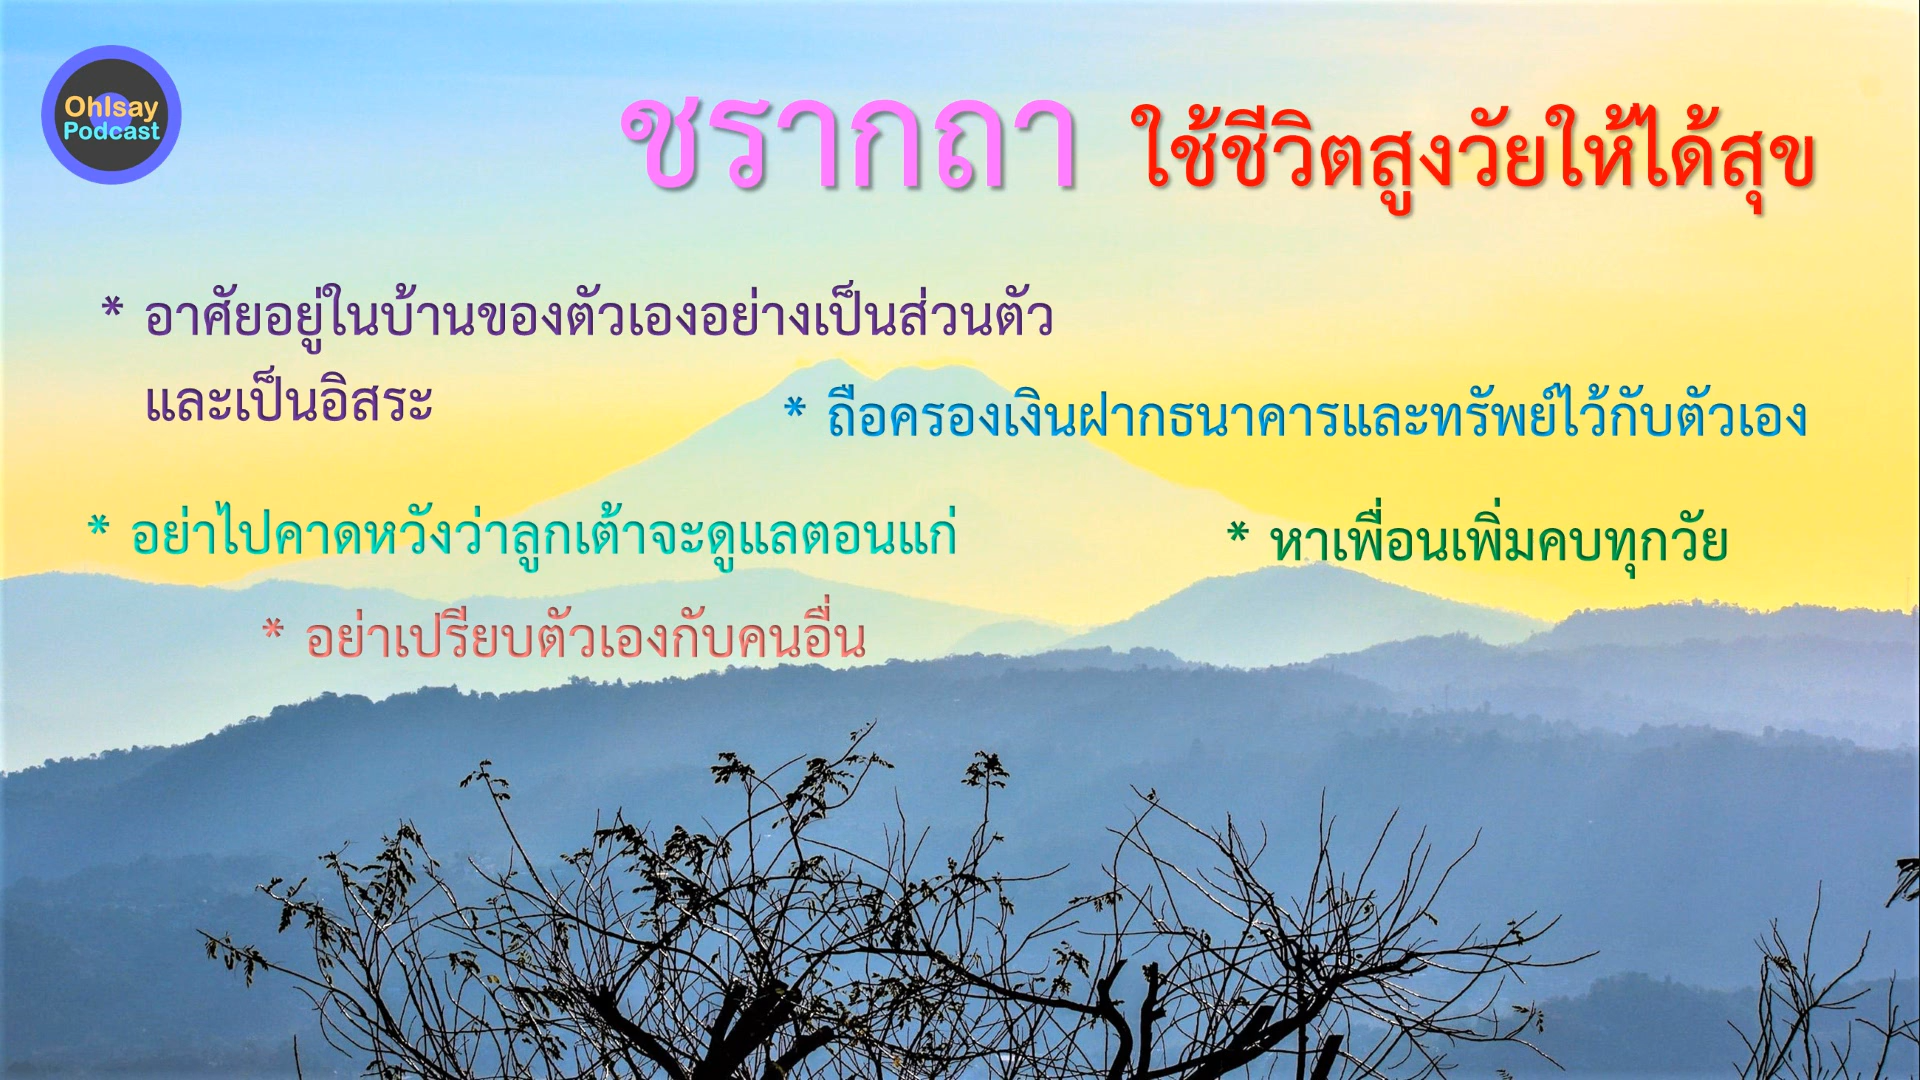 Ohlsay
Podcast
ชรากถา ใช้ชีวิตสูงวัยให้ได้สุข
* อาศัยอยู่ในบ้านของตัวเองอย่างเป็นส่วนตัว
และเป็นอิสระ
* ถือครองเงินฝากธนาคารและทรัพย์ไว้กับตัวเอง
* อย่าไปคาดหวังว่าลูกเต้าจะดูแลตอนแก่
* หาเพื่อนเพิ่มคบทุกวัย
* อย่าเปรียบตัวเองกับคนอื่น